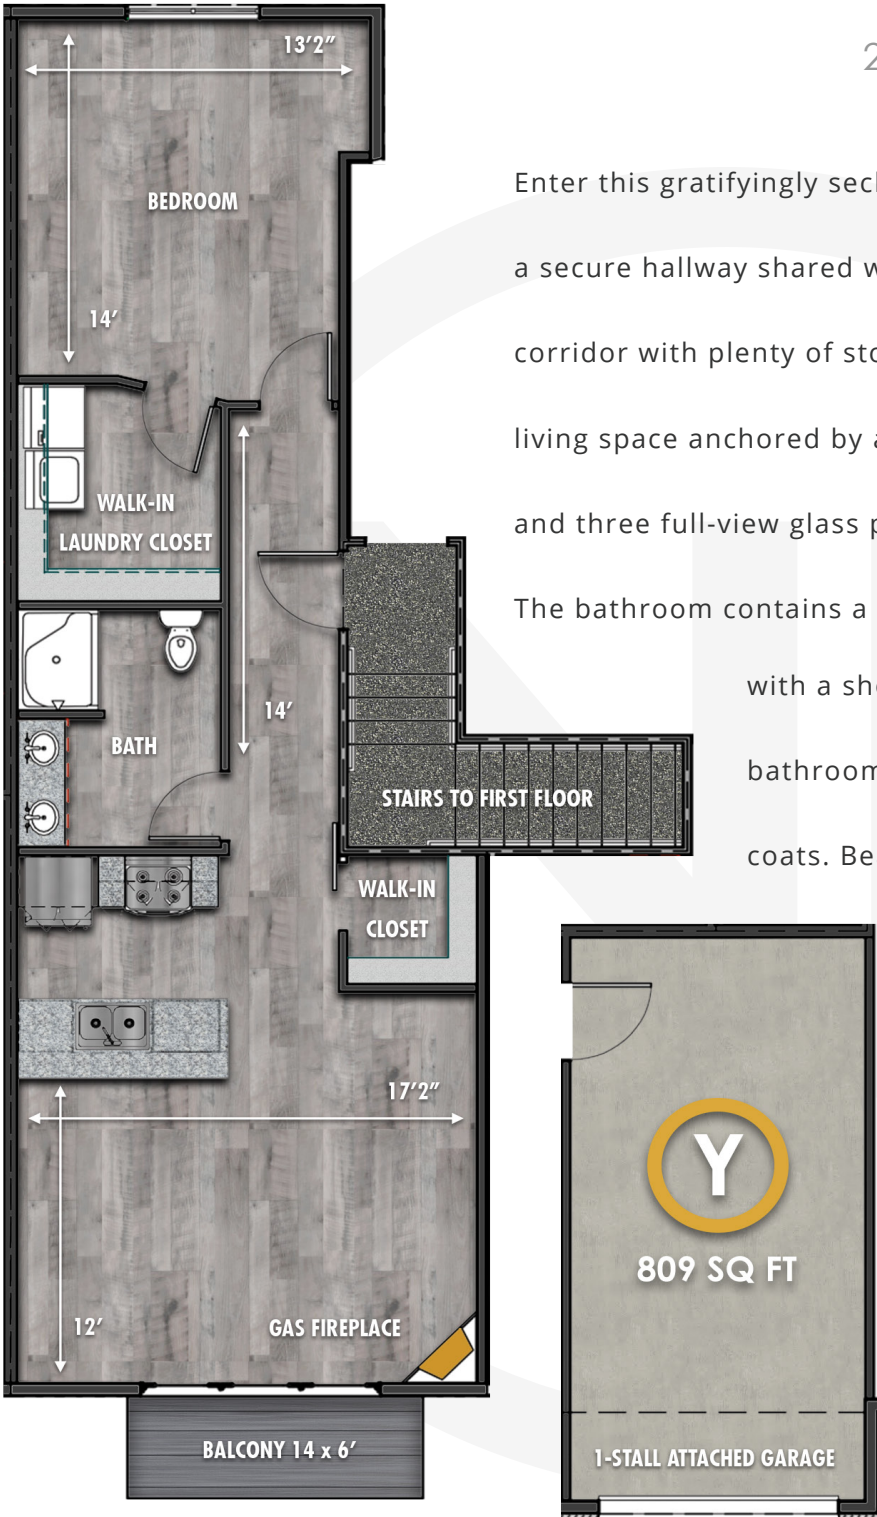 13'2"
BEDROOM
14'
WALK-IN
LAUNDRY CLOSET
14'
BATH
STAIRS TO FIRST FLOOR
WALK-IN
CLOSET
17'2"
12'
GAS FIREPLACE
BALCONY 14 x 6'
2
Enter this gratifyingly
a secure hallway shared
corridor with plenty of
living space anchored by
and three full-view glass
The bathroom contains a
with a
bathroom
coats. Be
Y
809 SQ FT
1-STALL ATTACHED GARAGE